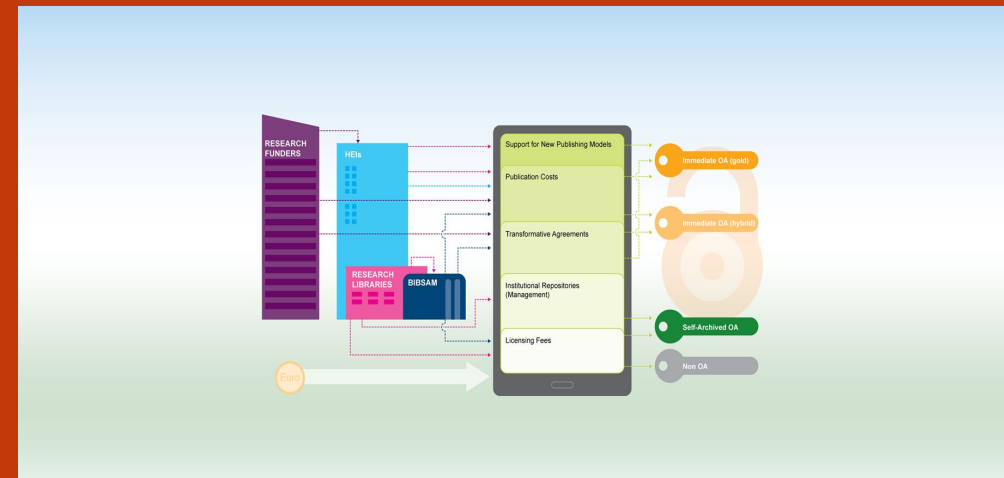 RESEARCH
FUNDERS
HEIs
RESEARCH
LIBRARIES
BIBSAM
Euro
Support for New Publishing Models
Publication Costs
Transformative Agreements
Institutional Repositories
(Management)
Licensing Fees
Immediate OA (gold)
Immediate OA (hybrid)
Self-Archived OA
Non OA